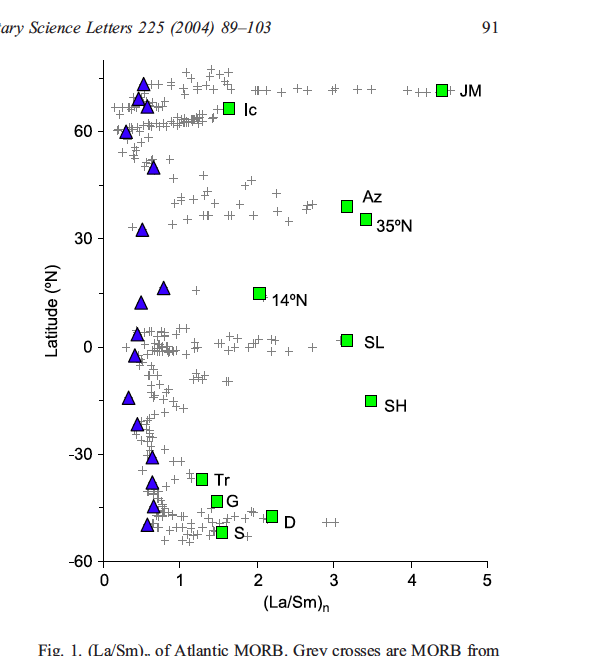 ary Science Letters 225 (2004) 89–103 91
JM
Ic
60
Az
35ºN
30
14ºN
Latitude (ºN)
0
SL
SH
-30
Tr
G
D
S
-60
0 1 2 3 4 5
(La/Sm)n
Fig. 1. (La/Sm)n of Atlantic MORB. Grey crosses are MORB from